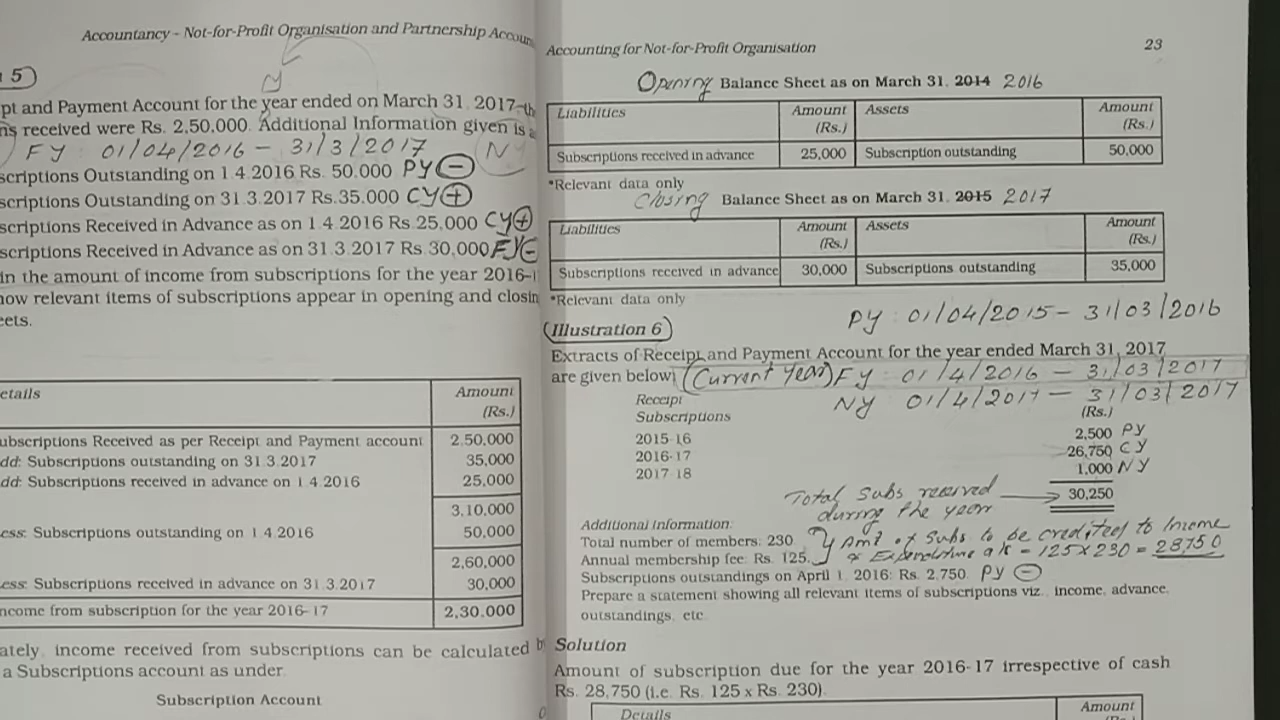 Accountancy - Not-for-Profit Organisation and Partnership
5
pt and Payment Account for the year ended on March 31, 2017,
received were Rs. 2,50,000. Additional Information given is
FY : 01/04/2016 - 31/3/2017 NY
scriptions Outstanding on 1.4.2016 Rs. 50.000 PY -
scriptions Outstanding on 31.3.2017 Rs.35.000 CY +
scriptions Received in Advance as on 1.4.2016 Rs.25,000 CY +
scriptions Received in Advance as on 31.3.2017 Rs.30,000 FY -
in the amount of income from subscriptions for the year 2016-
how relevant items of subscriptions appear in opening and closin
eets.
etails Amount
(Rs.)
ubscriptions Received as per Receipt and Payment account 2,50,000
dd: Subscriptions outstanding on 31.3.2017 35,000
dd: Subscriptions received in advance on 1.4.2016 25,000
3,10,000
ess: Subscriptions outstanding on 1.4.2016 50,000
2,60,000
ess: Subscriptions received in advance on 31.3.2017 30,000
ncome from subscription for the year 2016-17 2,30,000
ately, income received from subscriptions can be calculated b
a Subscriptions account as under.
Subscription Account
Accounting for Not-for-Profit Organisation 23
Opening Balance Sheet as on March 31, 2014 2016
Liabilities Amount Assets Amount
(Rs.) (Rs.)
Subscriptions received in advance 25,000 Subscription outstanding 50,000
*Relevant data only
Closing Balance Sheet as on March 31, 2015 2017
Liabilities Amount Assets Amount
(Rs.) (Rs.)
Subscriptions received in advance 30,000 Subscriptions outstanding 35,000
*Relevant data only
PY : 01/04/2015 - 31/03/2016
Illustration 6
Extracts of Receipt and Payment Account for the year ended March 31, 2017
are given below: (Current Year) FY : 01/4/2016 - 31/03/2017
Receipt NY 01/4/2017 - 31/03/2017
Subscriptions (Rs.)
2015-16 2,500 PY
2016-17 26,750 CY
2017-18 1,000 NY
Total subs received 30,250
during the year
Additional Information:
Total number of members: 230. Amt of Subs to be credited to Income
Annual membership fee: Rs. 125. & Expenditure a/c = 125 x 230 = 28750
Subscriptions outstandings on April 1, 2016: Rs. 2,750. PY -
Prepare a statement showing all relevant items of subscriptions viz., income, advance,
outstandings, etc.
Solution
Amount of subscription due for the year 2016-17 irrespective of cash
Rs. 28,750 (i.e. Rs. 125 x Rs. 230).
Details Amount